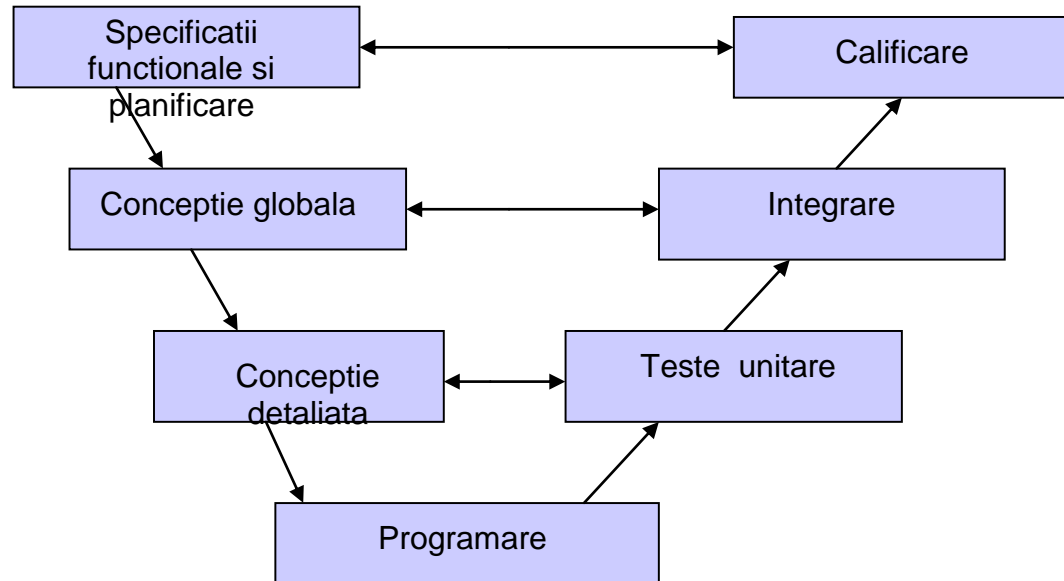 Specificatii
functionale si
planificare
Calificare
Conceptie globala
Integrare
Conceptie
detaliata
Teste unitare
Programare